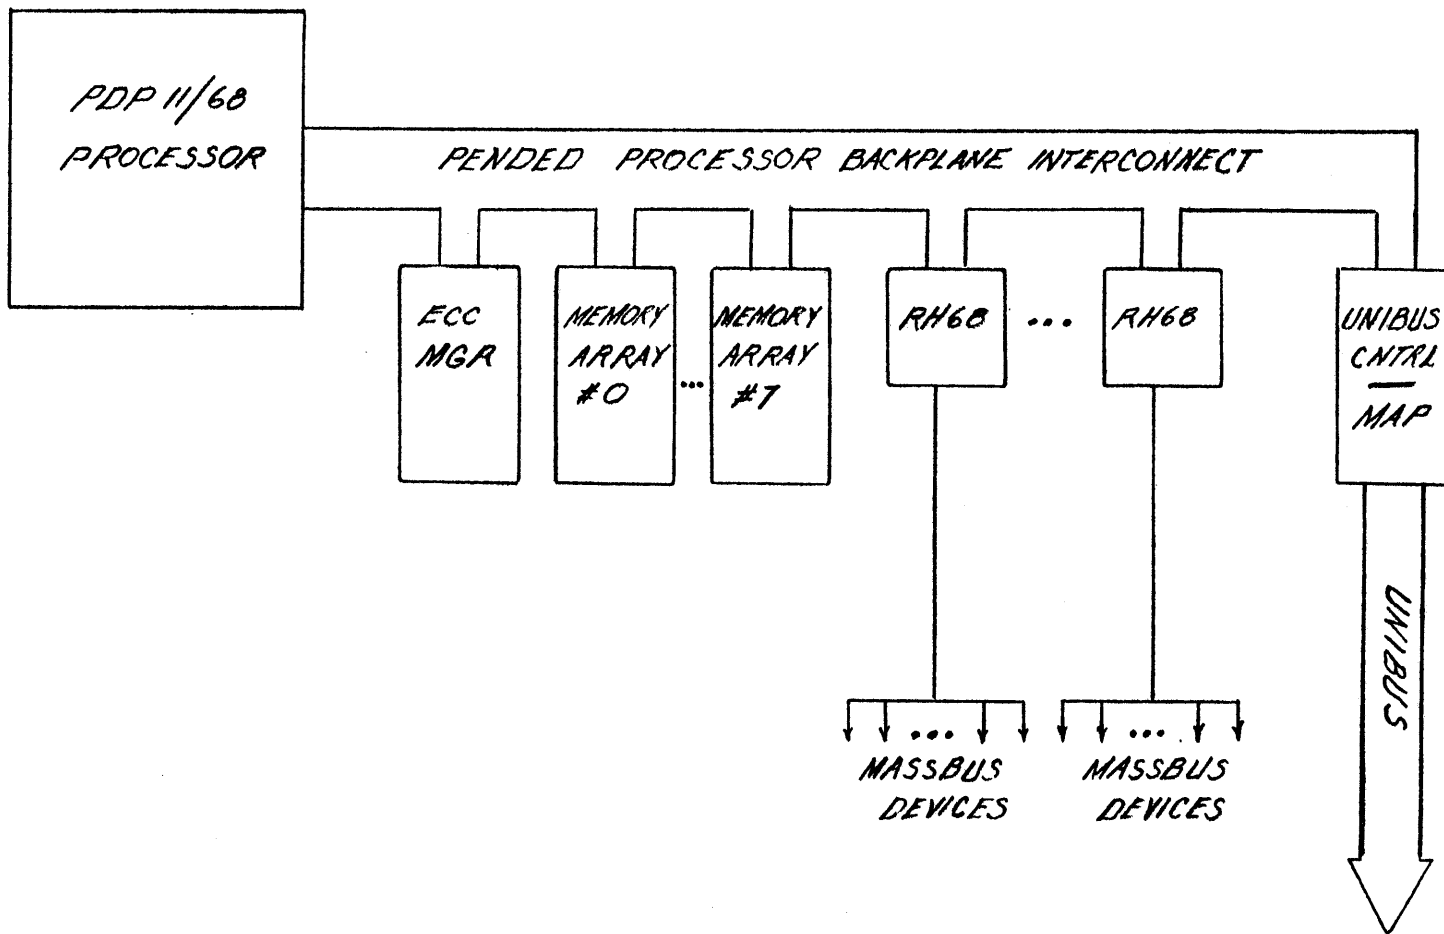 PDP 11/68
PROCESSOR
PENDED PROCESSOR BACKPLANE INTERCONNECT
ECC
MGR
MEMORY
ARRAY
#0
...
MEMORY
ARRAY
#7
RH68
...
RH68
UNIBUS
CNTRL
MAP
UNIBUS
...
MASSBUS
DEVICES
...
MASSBUS
DEVICES